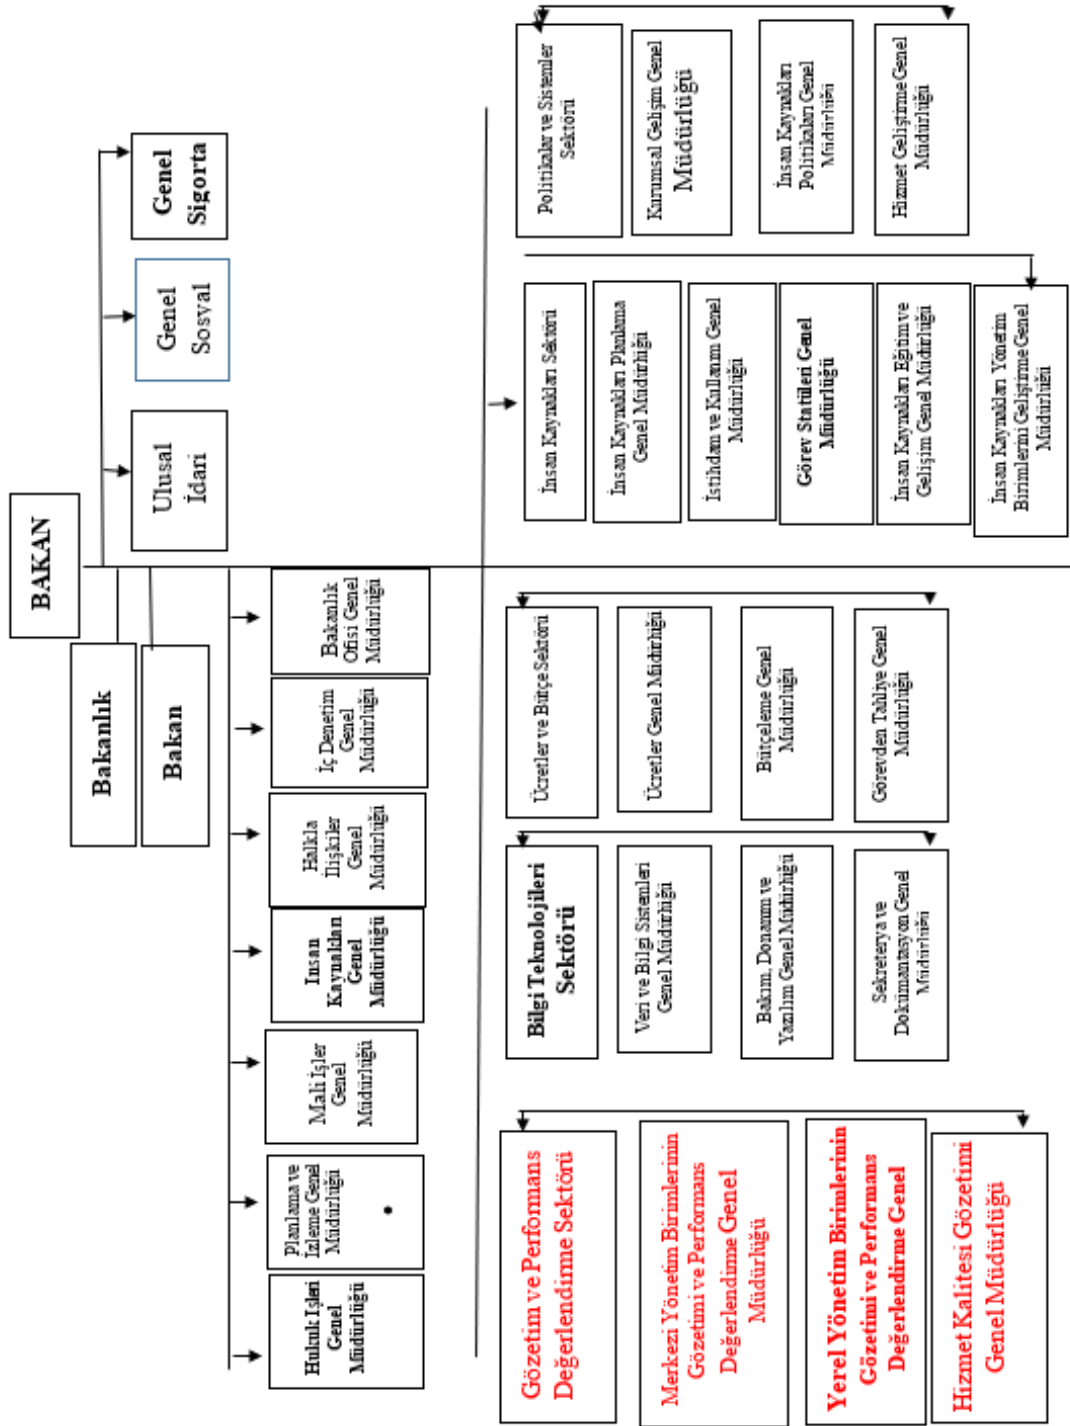 BAKAN
Bakanlık
Bakan
Ulusal
İdari
Genel
Sosval
Genel
Sigorta
Hukuk İşleri
Genel
Müdürlüğü
Planlama ve
İzleme Genel
Müdürlüğü
Mali İşler
Genel
Müdürlüğü
Insan
Kaynakları
Genel
Müdürlüğü
Halkla
İlişkiler
Genel
Müdürlüğü
İç Denetim
Genel
Müdürlüğü
Bakanlık
Ofisi Genel
Müdürlüğü
Gözetim ve Performans
Değerlendirme Sektörü
Merkezi Yönetim Birimlerinin
Gözetimi ve Performans
Değerlendirme Genel
Müdürlüğü
Yerel Yönetim Birimlerinin
Gözetimi ve Performans
Değerlendirme Genel
Hizmet Kalitesi Gözetimi
Genel Müdürlüğü
Bilgi Teknolojileri
Sektörü
Veri ve Bilgi Sistemleri
Genel Müdürlüğü
Bakım, Donanım ve
Yazılım Genel Müdürlüğü
Sekreterya ve
Dokümantasyon Genel
Müdürlüğü
Ücretler ve Bütçe Sektörü
Ücretler Genel Müdürlüğü
Bütçeleme Genel
Müdürlüğü
Görevden Tahliye Genel
Müdürlüğü
İnsan Kaynakları Sektörü
İnsan Kaynakları Planlama
Genel Müdürlüğü
İstihdam ve Kullanım Genel
Müdürlüğü
Görev Statüleri Genel
Müdürlüğü
İnsan Kaynakları Eğitim ve
Gelişim Genel Müdürlüğü
İnsan Kaynakları Yönetim
Birimlerini Geliştirme Genel
Müdürlüğü
Politikalar ve Sistemler
Sektörü
Kurumsal Gelişim Genel
Müdürlüğü
İnsan Kaynakları
Politikaları Genel
Müdürlüğü
Hizmet Geliştirme Genel
Müdürlüğü